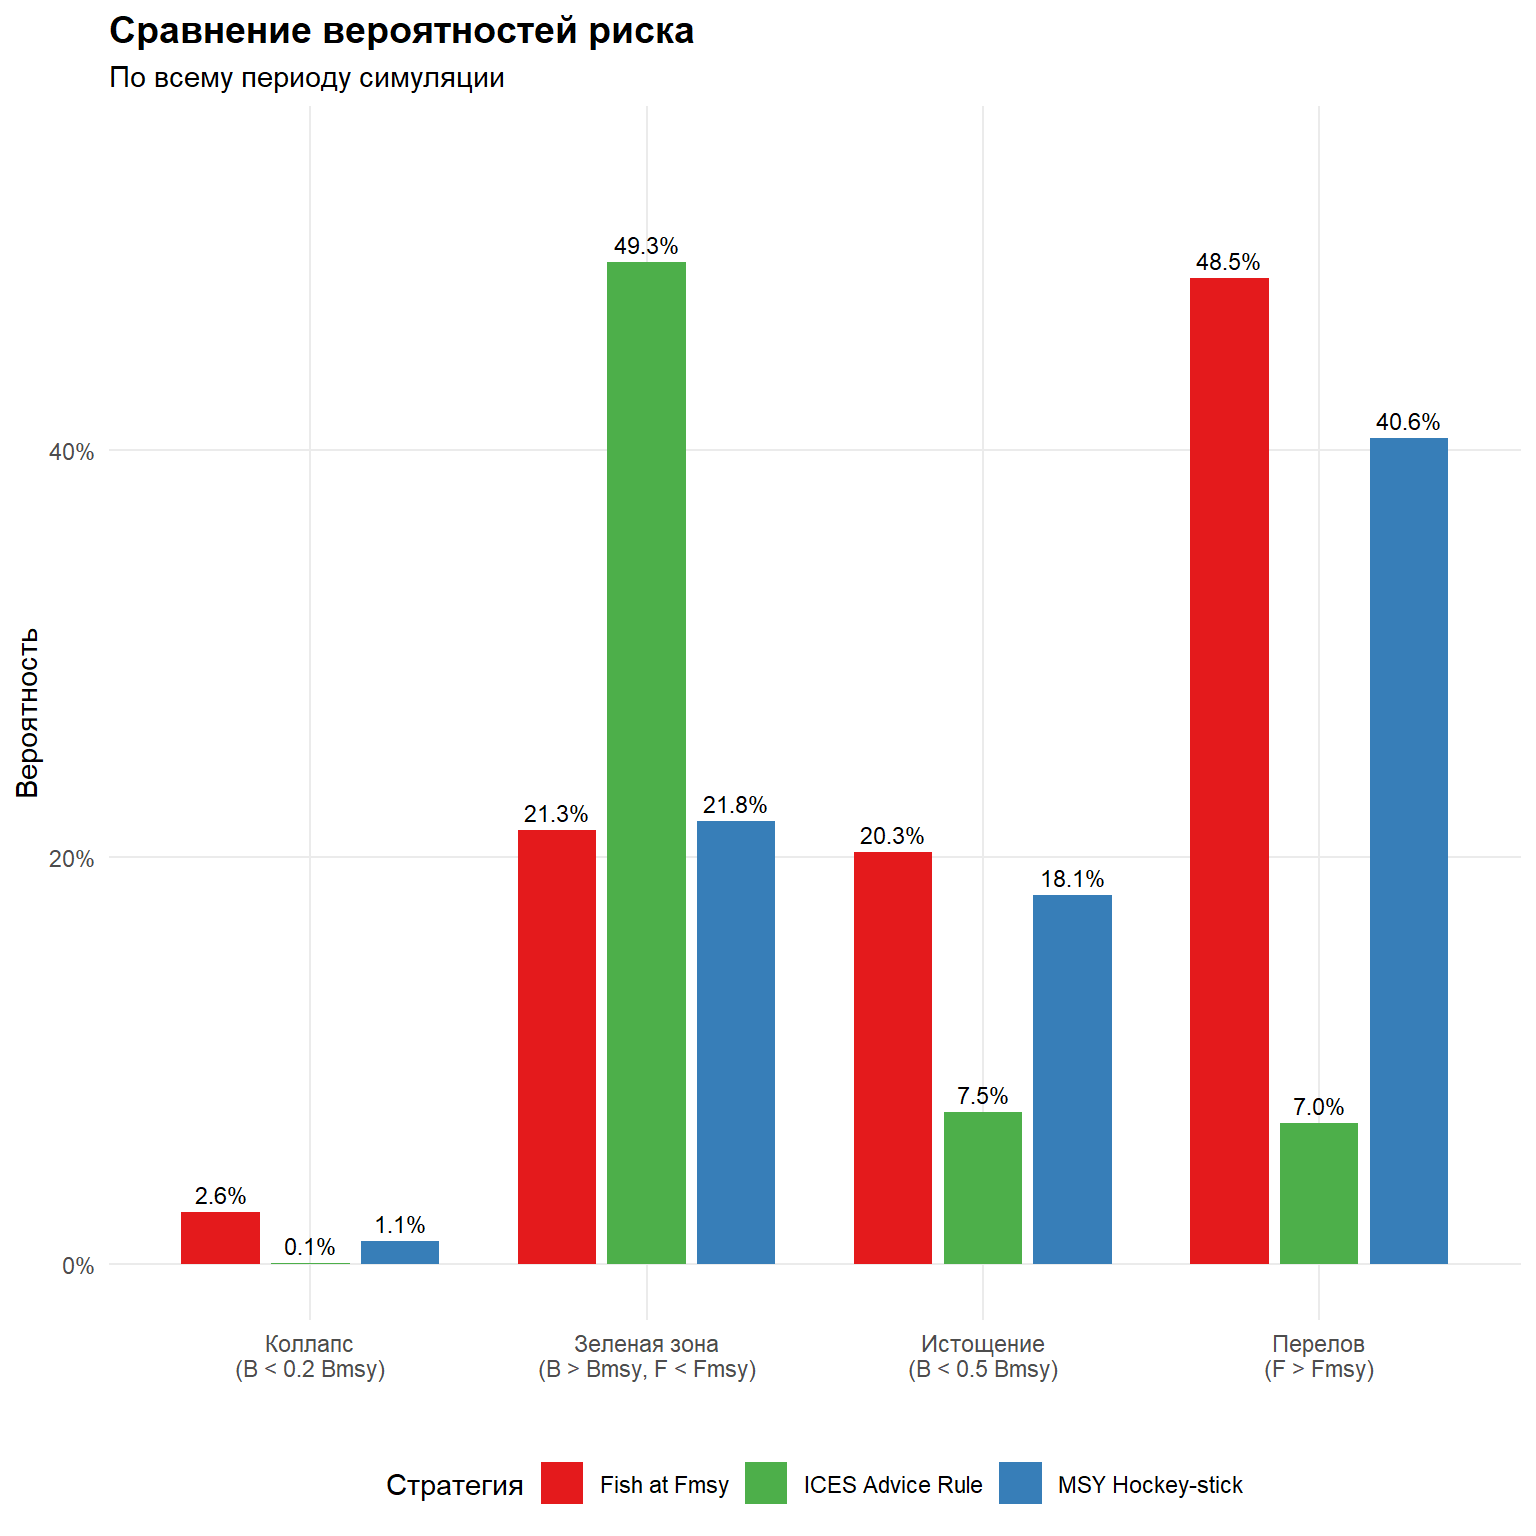 Сравнение вероятностей риска
По всему периоду симуляции
Вероятность
40%
20%
0%
2.6%
0.1%
1.1%
21.3%
49.3%
21.8%
20.3%
7.5%
18.1%
48.5%
7.0%
40.6%
Коллапс
(B < 0.2 Bmsy)
Зеленая зона
(B > Bmsy, F < Fmsy)
Истощение
(B < 0.5 Bmsy)
Перелов
(F > Fmsy)
Стратегия
Fish at Fmsy
ICES Advice Rule
MSY Hockey-stick